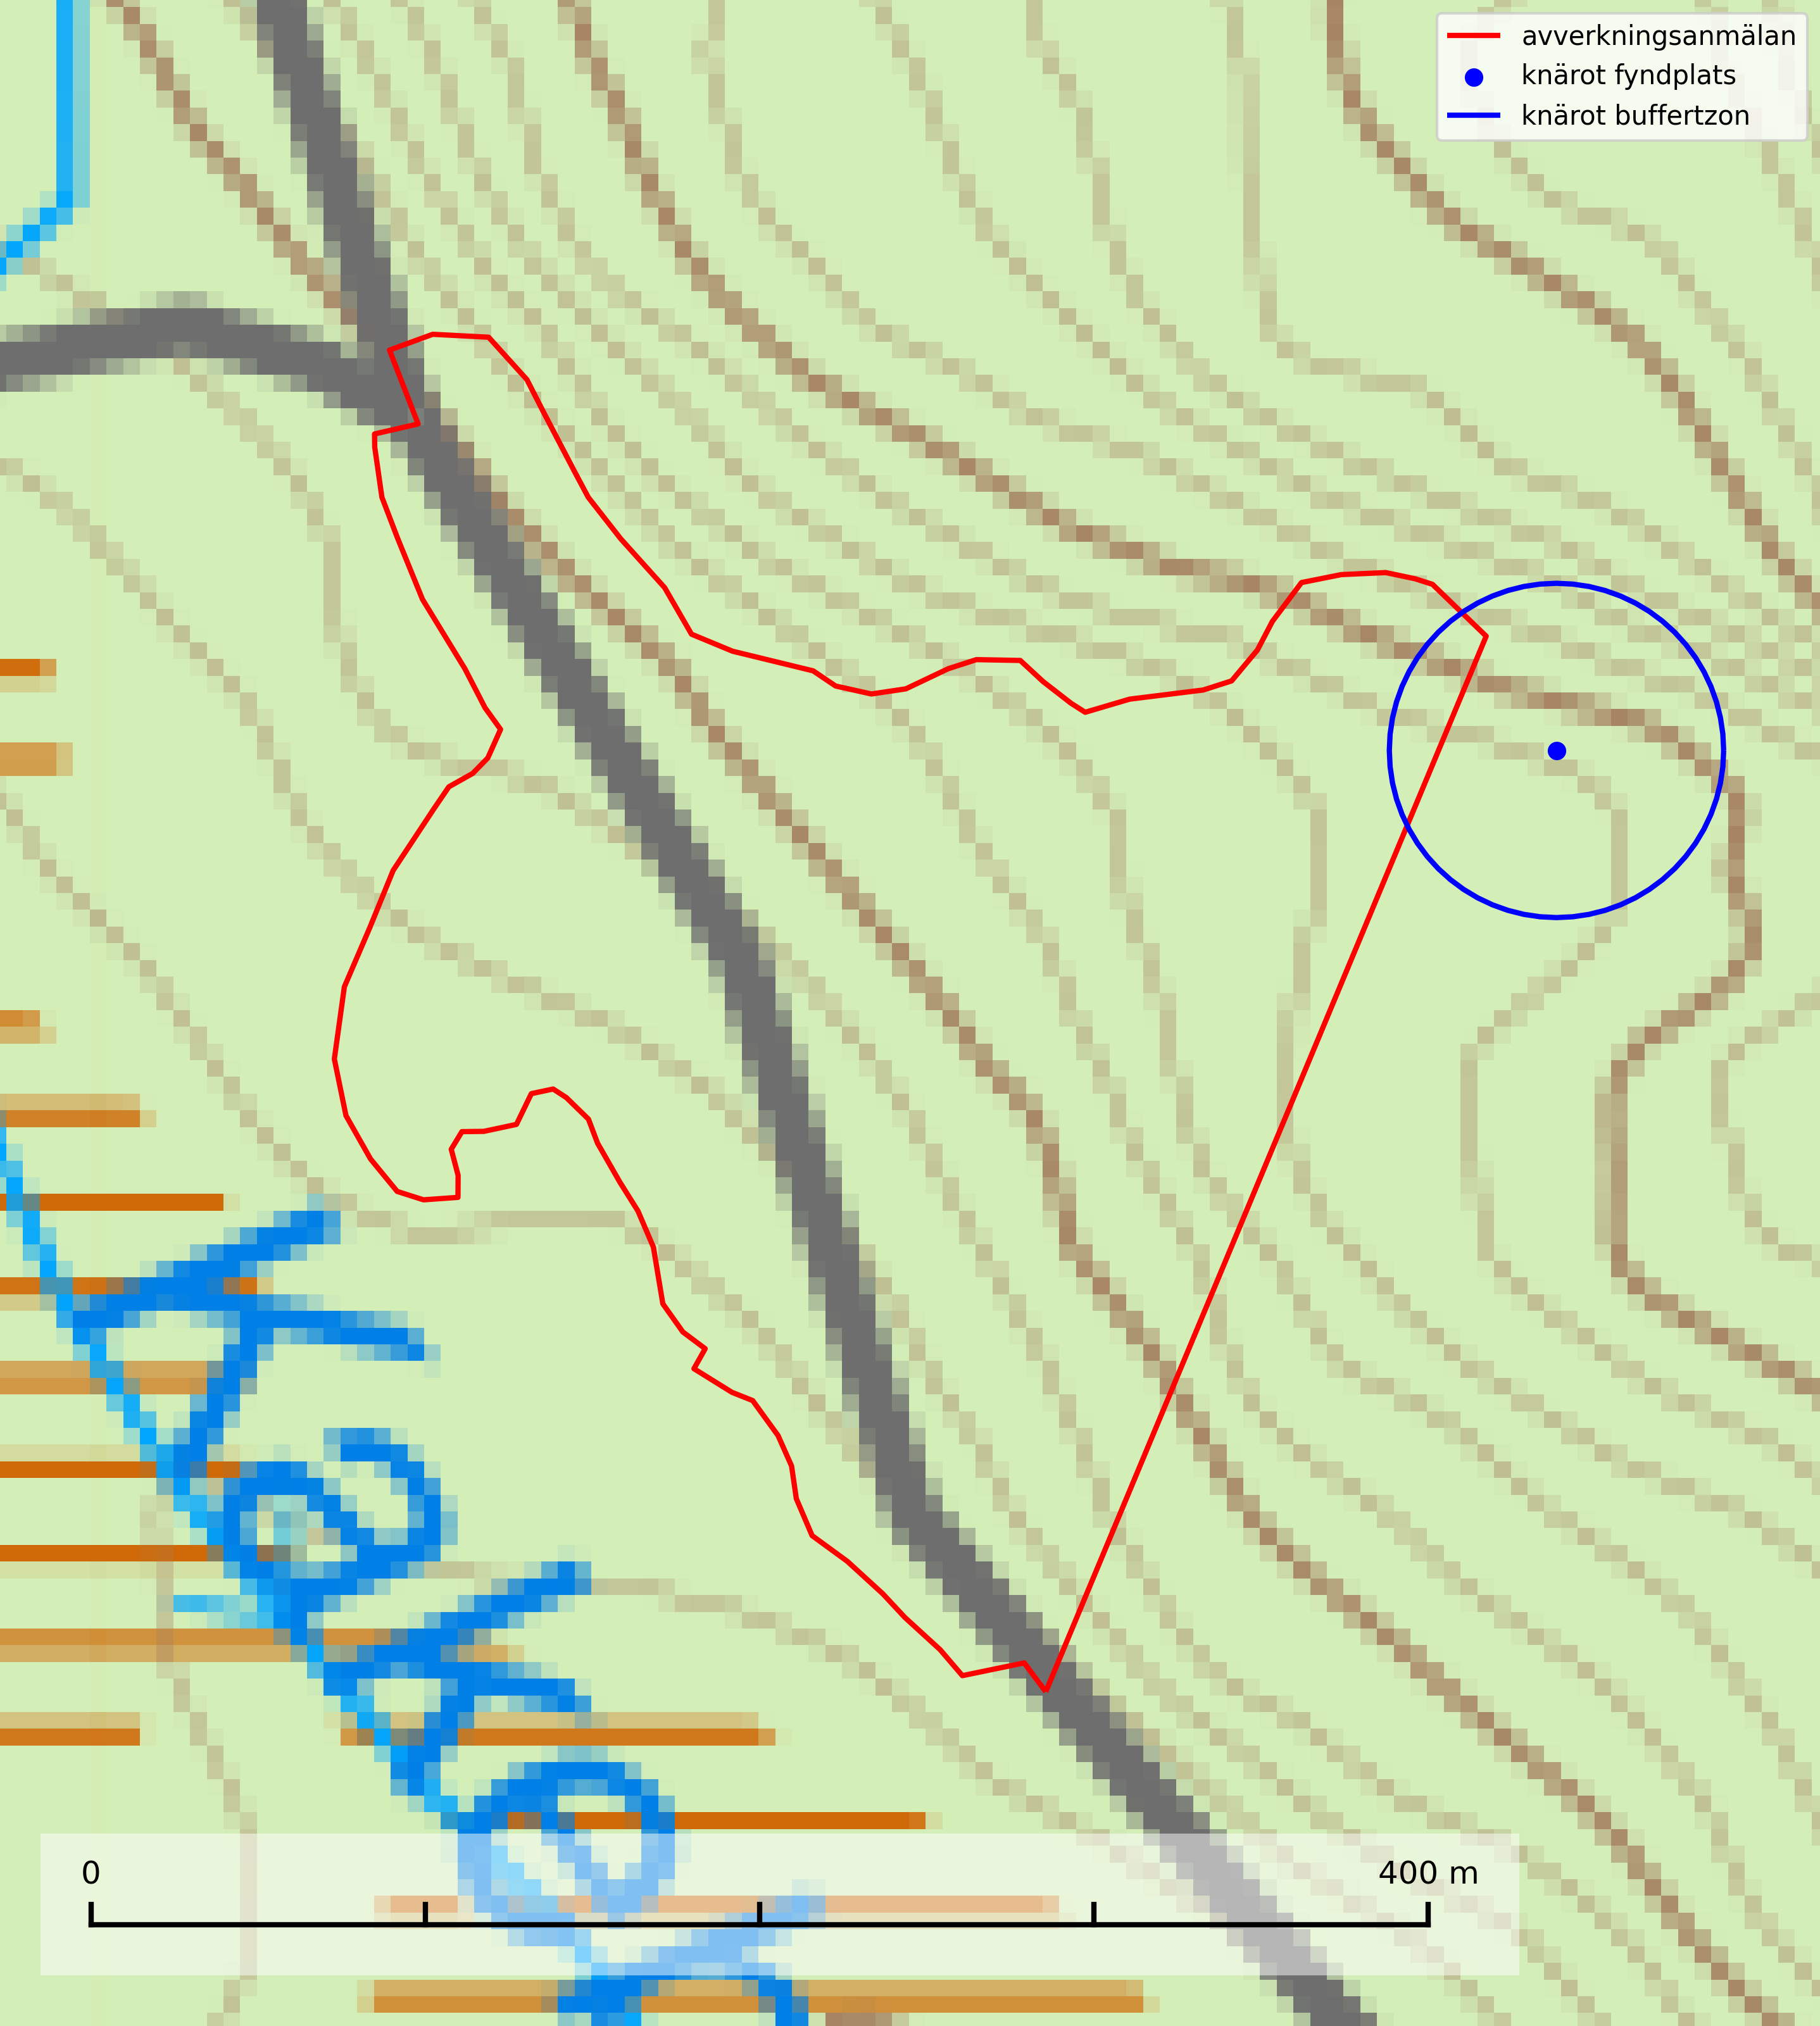 avverkningsanmälan
knärot fyndplats
knärot buffertzon
0
400 m